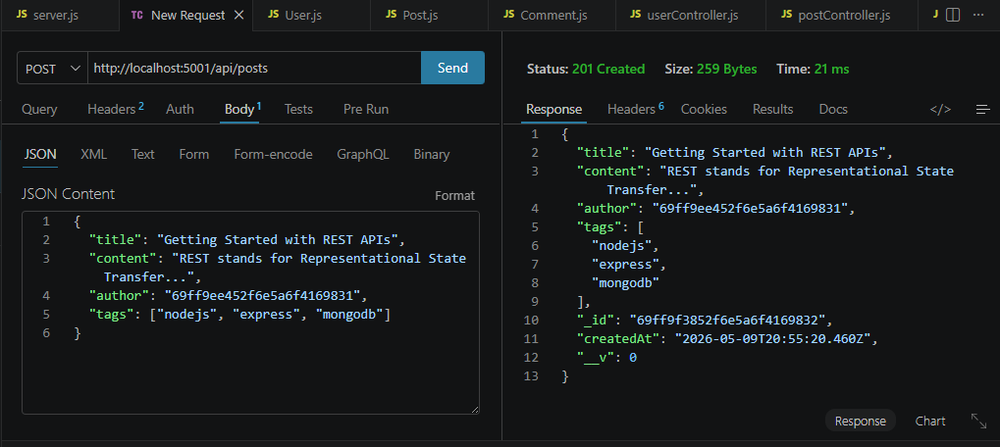 JS server.js TC New Request JS User.js JS Post.js JS Comment.js JS userController.js JS postController.js J ···
POST http://localhost:5001/api/posts Send
Query Headers 2 Auth Body 1 Tests Pre Run
JSON XML Text Form Form-encode GraphQL Binary
JSON Content Format
1 {
2 "title": "Getting Started with REST APIs",
3 "content": "REST stands for Representational State
Transfer...",
4 "author": "69ff9ee452f6e5a6f4169831",
5 "tags": ["nodejs", "express", "mongodb"]
6 }
Status: 201 Created Size: 259 Bytes Time: 21 ms
Response Headers 6 Cookies Results Docs </>
1 {
2 "title": "Getting Started with REST APIs",
3 "content": "REST stands for Representational State
Transfer...",
4 "author": "69ff9ee452f6e5a6f4169831",
5 "tags": [
6 "nodejs",
7 "express",
8 "mongodb"
9 ],
10 "_id": "69ff9f3852f6e5a6f4169832",
11 "createdAt": "2026-05-09T20:55:20.460Z",
12 "__v": 0
13 }
Response Chart